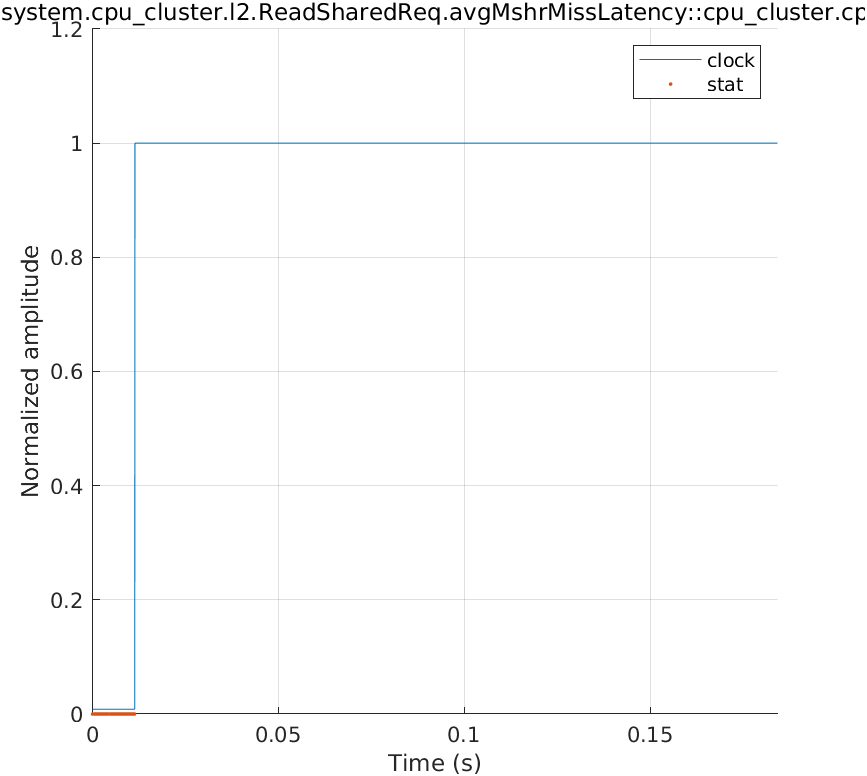 system.cpu_cluster.l2.ReadSharedReq.avgMshrMissLatency::cpu_cluster.cp
1.2
1
0.8
0.6
0.4
0.2
0
Normalized amplitude
clock
stat
0 0.05 0.1 0.15
Time (s)